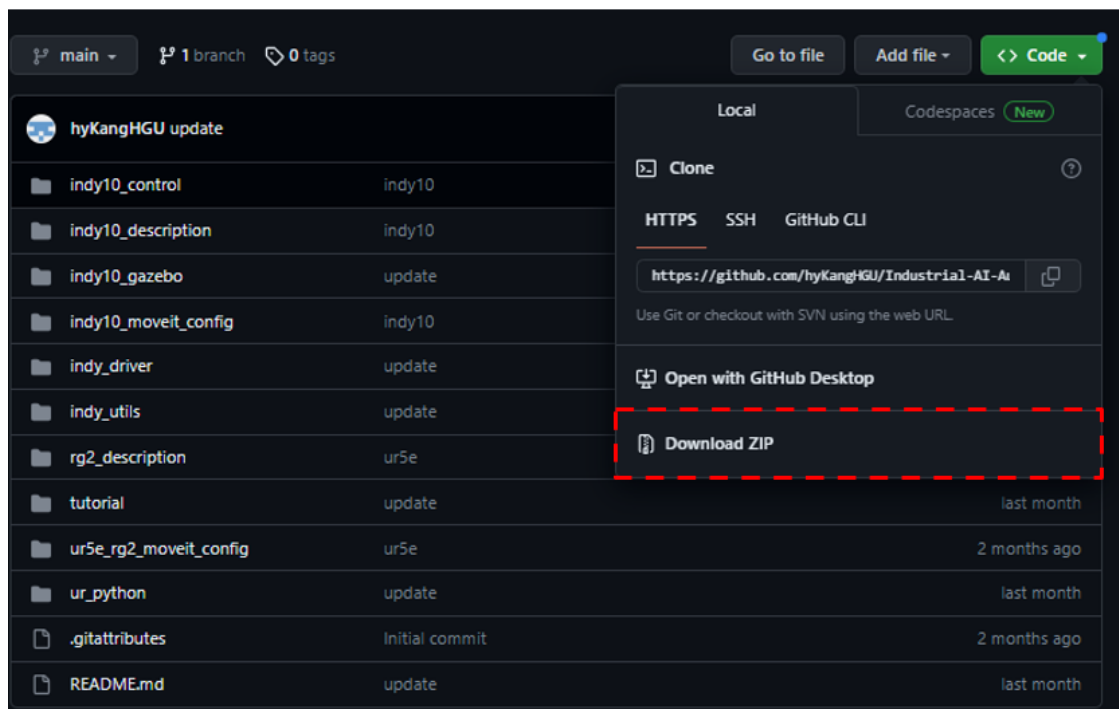 main 1 branch 0 tags Go to file Add file <> Code
hyKangHGU update
Local Codespaces New
Clone
indy10_control indy10
HTTPS SSH GitHub CLI
indy10_description indy10
https://github.com/hyKangHGU/Industrial-AI-Au
indy10_gazebo update
Use Git or checkout with SVN using the web URL.
indy10_moveit_config indy10
indy_driver update
Open with GitHub Desktop
indy_utils update
Download ZIP
rg2_description ur5e
tutorial update last month
ur5e_rg2_moveit_config ur5e 2 months ago
ur_python update last month
.gitattributes Initial commit 2 months ago
README.md update last month